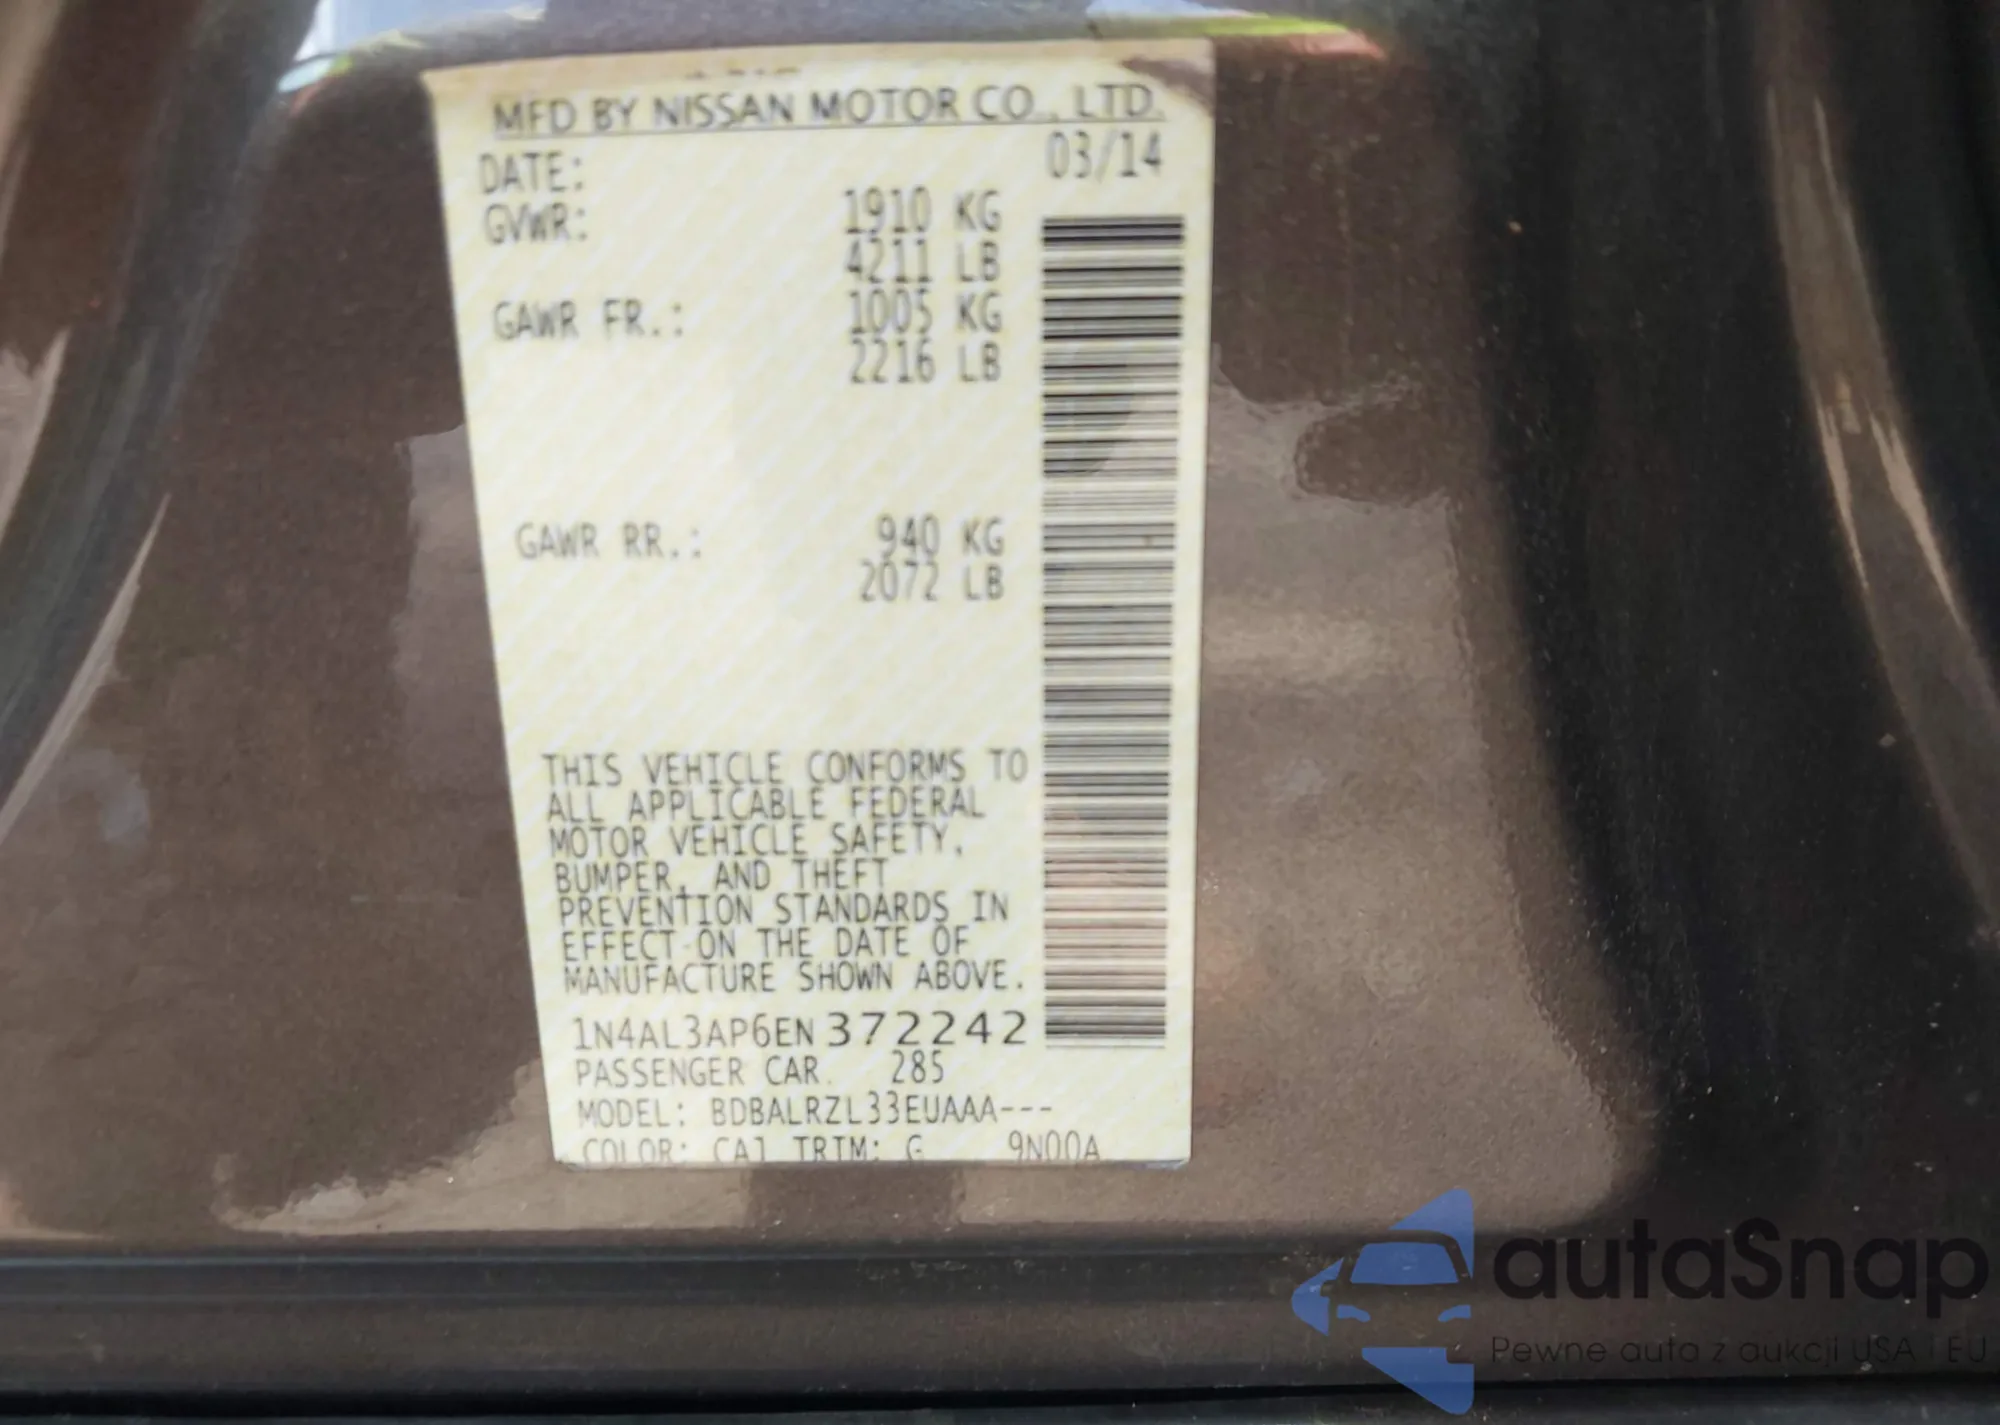 MFD BY NISSAN MOTOR CO., LTD.
DATE: 03/14
GVWR: 1910 KG
4211 LB
GAWR FR.: 1005 KG
2216 LB
GAWR RR.: 940 KG
2072 LB
THIS VEHICLE CONFORMS TO
ALL APPLICABLE FEDERAL
MOTOR VEHICLE SAFETY,
BUMPER, AND THEFT
PREVENTION STANDARDS IN
EFFECT ON THE DATE OF
MANUFACTURE SHOWN ABOVE.
1N4AL3AP6EN372242
PASSENGER CAR. 285
MODEL: BDBALRZL33EUAAA---
COLOR: CAJ TRIM: G 9N00A
autaSnap
Pewne auta z aukcji USA i EU